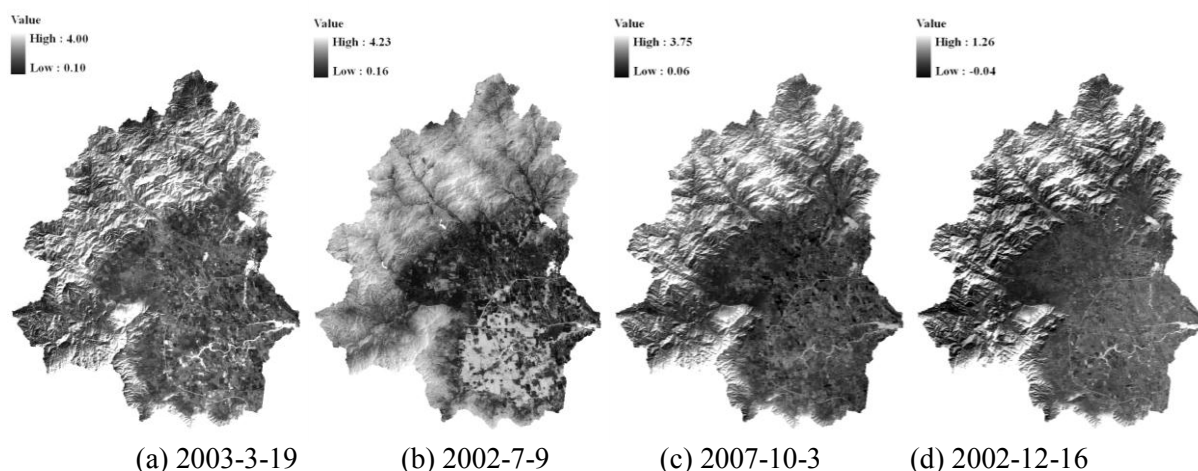 Value
High : 4.00
Low : 0.10
Value
High : 4.23
Low : 0.16
Value
High : 3.75
Low : 0.06
Value
High : 1.26
Low : -0.04
(a) 2003-3-19 (b) 2002-7-9 (c) 2007-10-3 (d) 2002-12-16